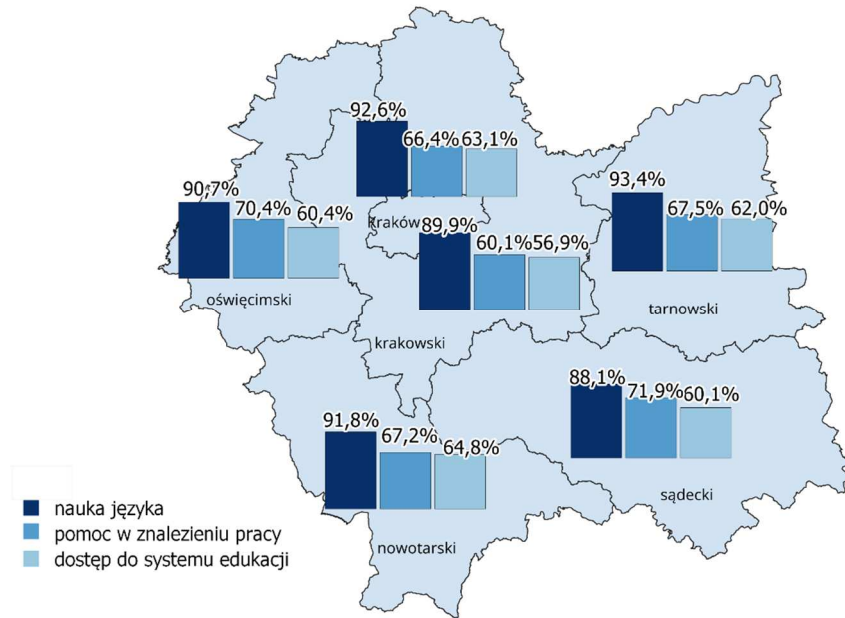 92,6%
66,4%
63,1%
Kraków
93,4%
67,5%
62,0%
tarnowski
90,7%
70,4%
60,4%
oświęcimski
89,9%
60,1%
56,9%
krakowski
88,1%
71,9%
60,1%
sądecki
91,8%
67,2%
64,8%
nowotarski
nauka języka
pomoc w znalezieniu pracy
dostęp do systemu edukacji